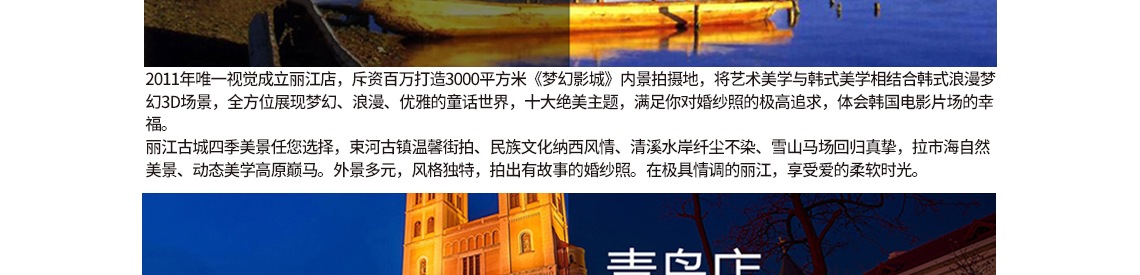 2011年唯一视觉成立丽江店，斥资百万打造3000平方米《梦幻影城》内景拍摄地，将艺术美学与韩式美学相结合韩式浪漫梦
幻3D场景，全方位展现梦幻、浪漫、优雅的童话世界，十大绝美主题，满足你对婚纱照的极高追求，体会韩国电影片场的幸
福。
丽江古城四季美景任您选择，束河古镇温馨街拍、民族文化纳西风情、清溪水岸纤尘不染、雪山马场回归真挚，拉市海自然
美景、动态美学高原巅马。外景多元，风格独特，拍出有故事的婚纱照。在极具情调的丽江，享受爱的柔软时光。
青岛店